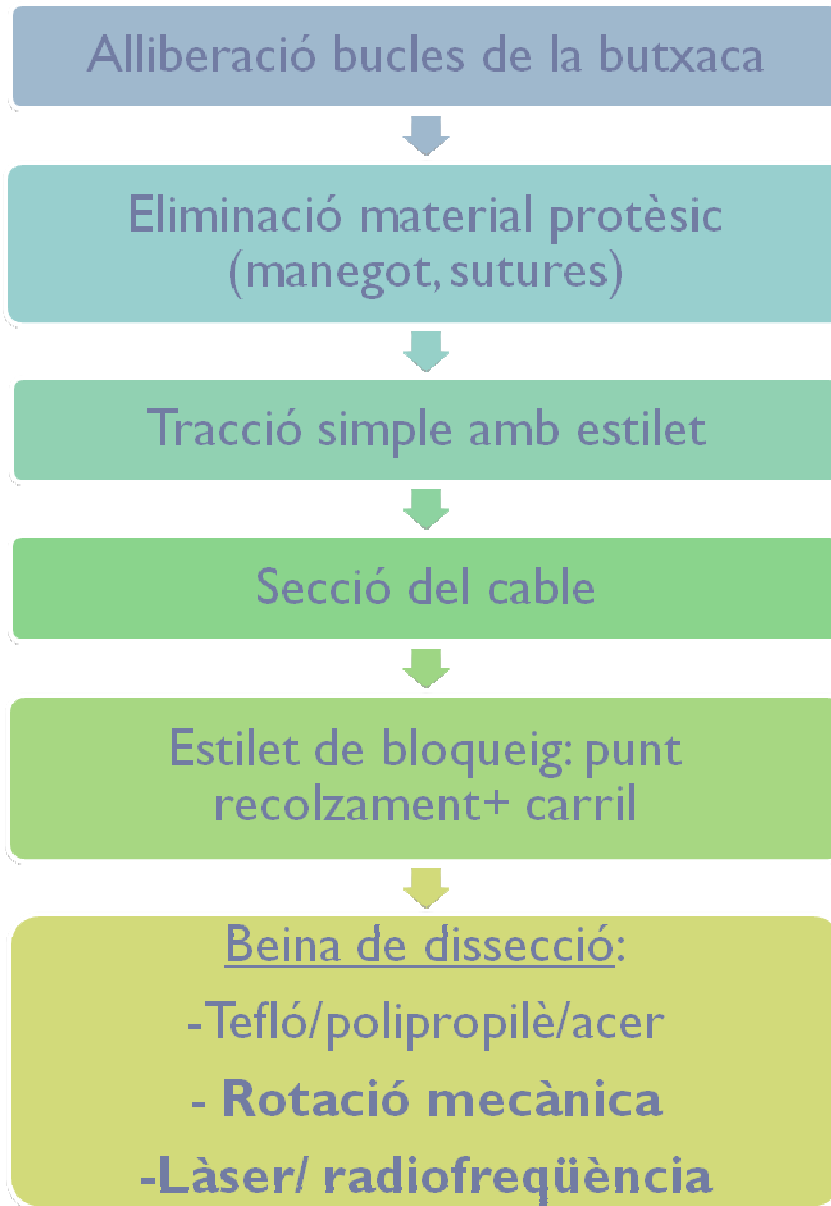 Alliberació bucles de la butxaca
Eliminació material protèsic
(manegot, sutures)
Tracció simple amb estilet
Secció del cable
Estilet de bloqueig: punt
recolzament+ carril
Beina de dissecció:
-Tefló/polipropilè/acer
- Rotació mecànica
-Làser/ radiofreqüència